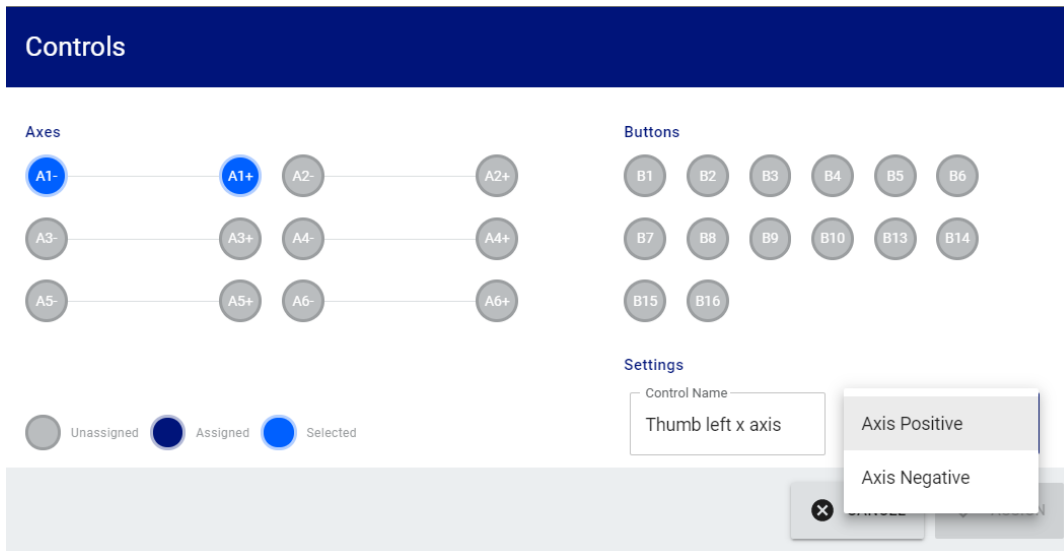 Controls
Axes
A1- A1+ A2- A2+
A3- A3+ A4- A4+
A5- A5+ A6- A6+
Unassigned Assigned Selected
Buttons
B1 B2 B3 B4 B5 B6
B7 B8 B9 B10 B13 B14
B15 B16
Settings
Control Name
Thumb left x axis
Axis Positive
Axis Negative